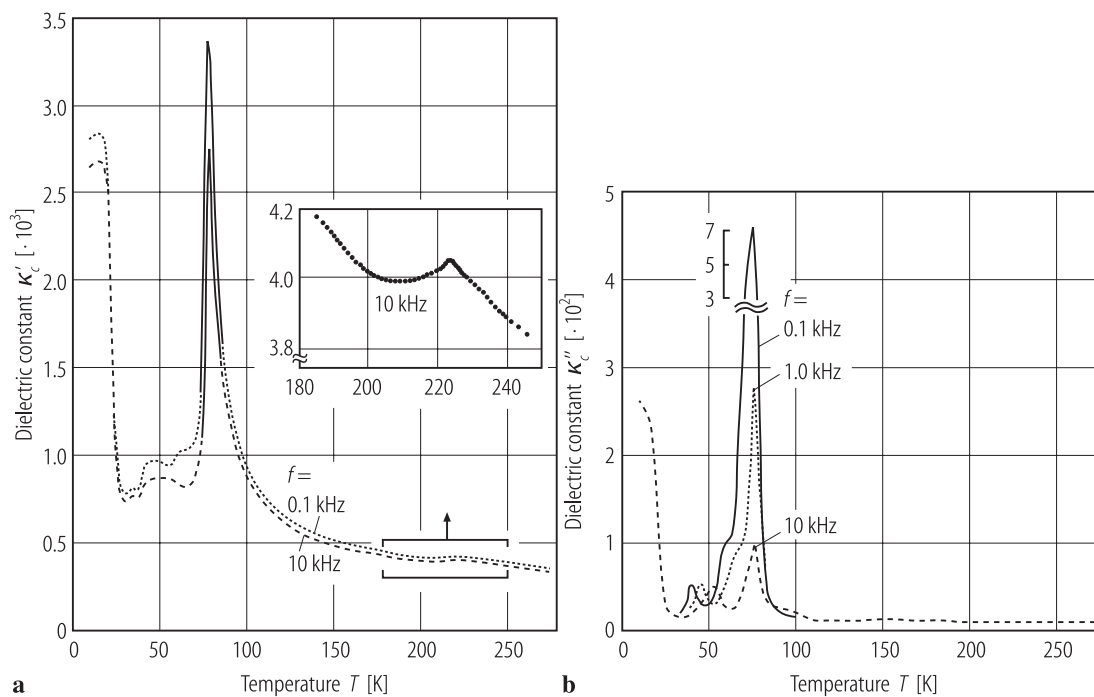 3.5
3.0
2.5
2.0
1.5
1.0
0.5
0
Dielectric constant κ′c [· 10³]
4.2
4.0
3.8
10 kHz
180 200 220 240
f =
0.1 kHz
10 kHz
0 50 100 150 200 250
a Temperature T [K]
5
4
3
2
1
0
Dielectric constant κ″c [· 10²]
7
5
3
f =
0.1 kHz
1.0 kHz
10 kHz
0 50 100 150 200 250
b Temperature T [K]